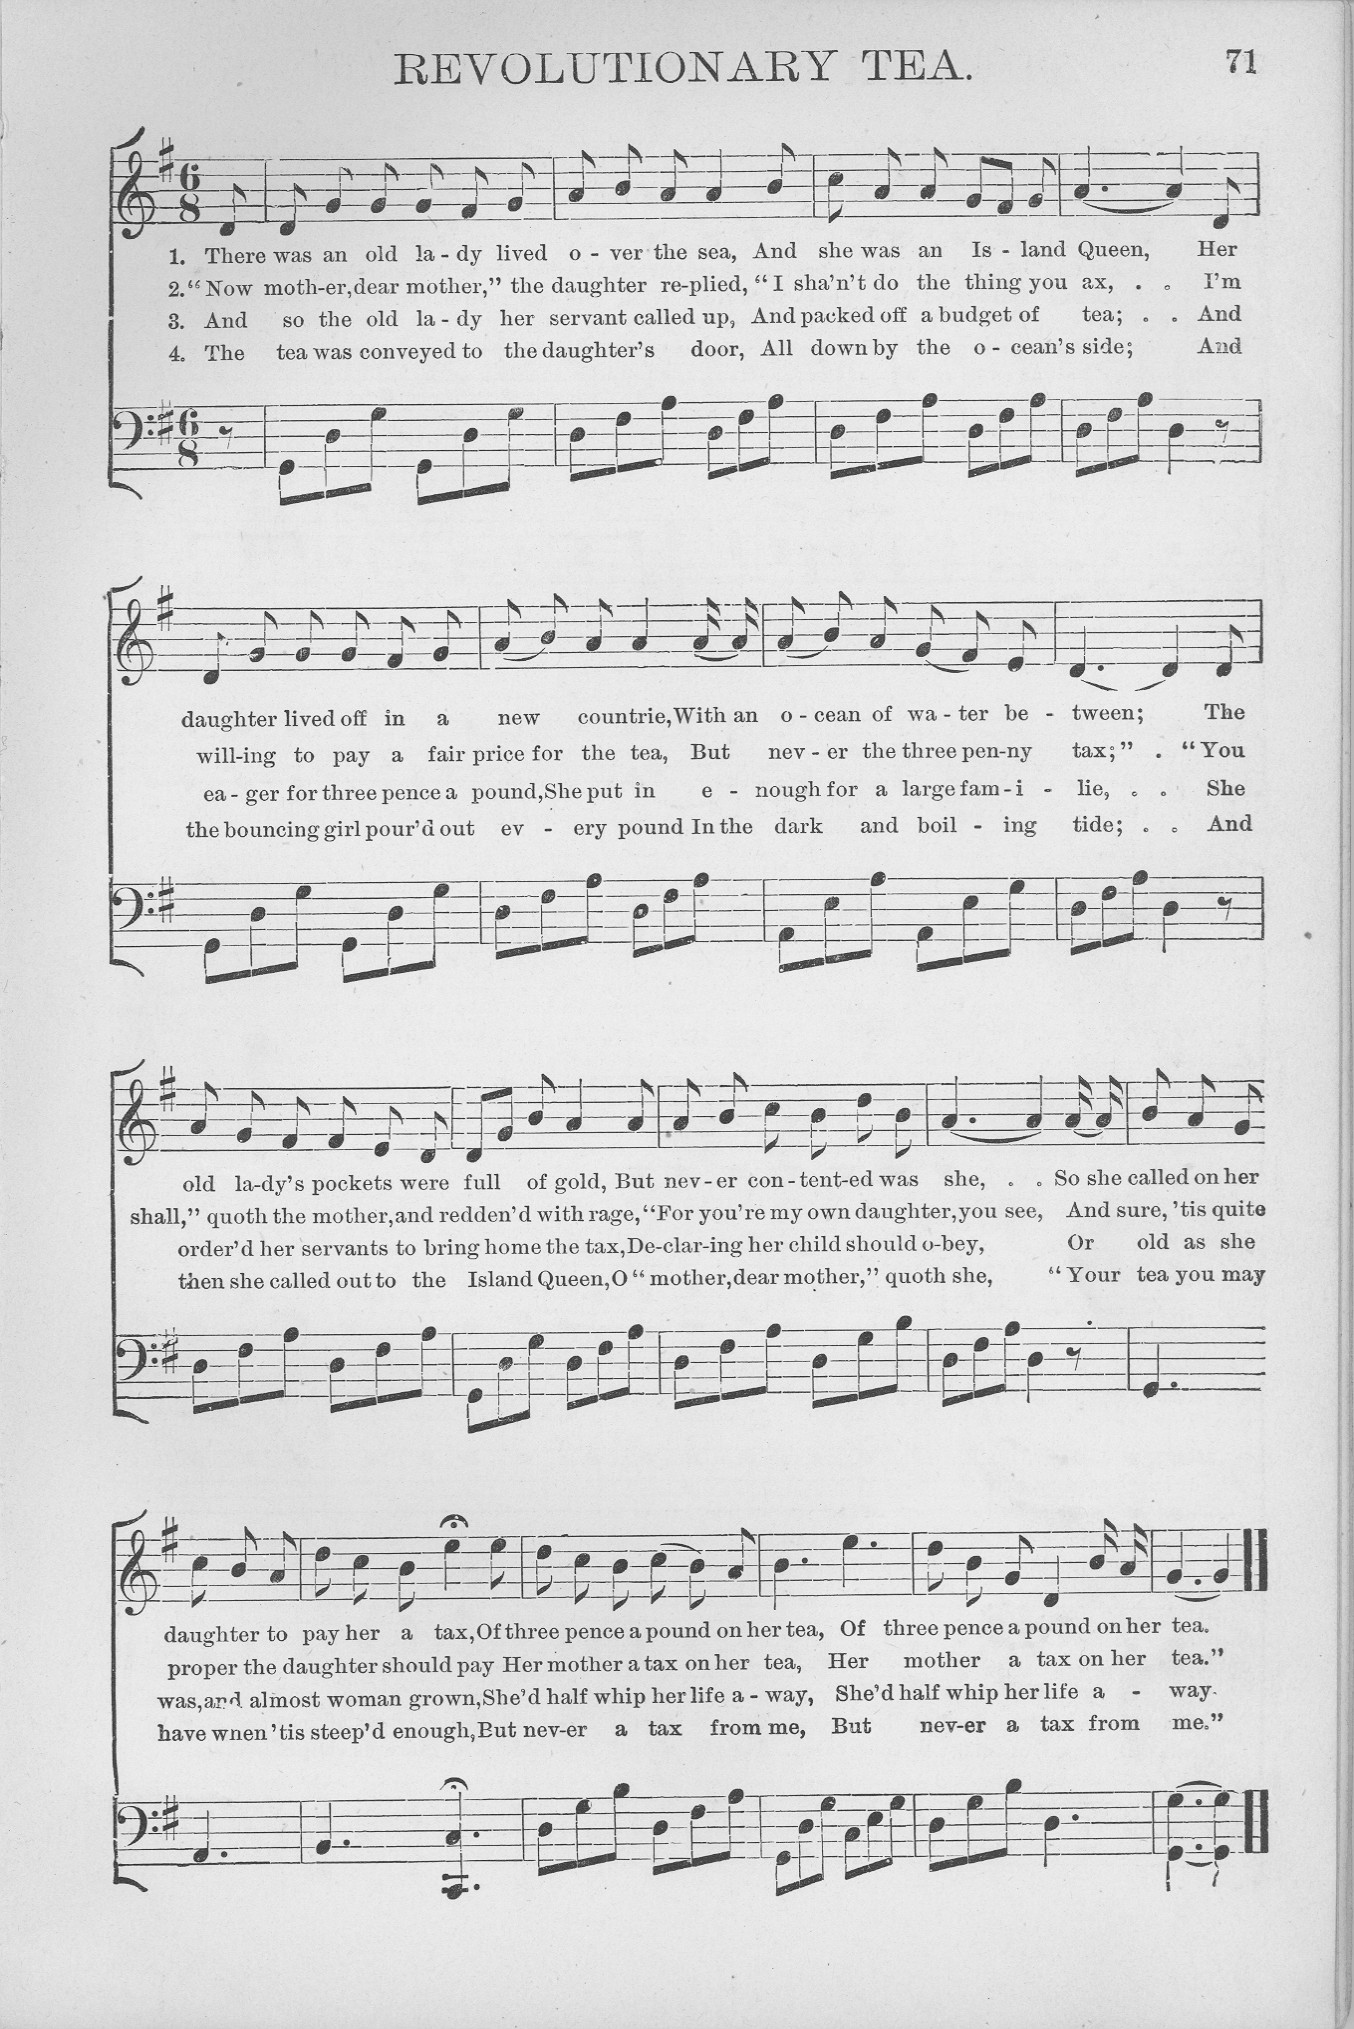 REVOLUTIONARY TEA.
71
1. There was an old la - dy lived o - ver the sea, And she was an Is - land Queen, Her
2. “Now moth-er, dear mother,” the daughter re-plied, “I sha’n’t do the thing you ax, . . I’m
3. And so the old la - dy her servant called up, And packed off a budget of tea; . . And
4. The tea was conveyed to the daughter’s door, All down by the o - cean’s side; And
daughter lived off in a new countrie, With an o - cean of wa - ter be - tween; The
will-ing to pay a fair price for the tea, But nev - er the three pen-ny tax;” . “You
ea - ger for three pence a pound, She put in e - nough for a large fam - i - lie, . . She
the bouncing girl pour’d out ev - ery pound In the dark and boil - ing tide; . . And
old la-dy’s pockets were full of gold, But nev - er con - tent-ed was she, . . So she called on her
shall,” quoth the mother, and redden’d with rage, “For you’re my own daughter, you see, And sure, ’tis quite
order’d her servants to bring home the tax, De-clar-ing her child should o-bey, Or old as she
then she called out to the Island Queen, O “ mother, dear mother,” quoth she, “ Your tea you may
daughter to pay her a tax, Of three pence a pound on her tea, Of three pence a pound on her tea.
proper the daughter should pay Her mother a tax on her tea, Her mother a tax on her tea.”
was, and almost woman grown, She’d half whip her life a - way, She’d half whip her life a - way.
have wnen ’tis steep’d enough, But nev-er a tax from me, But nev-er a tax from me.”